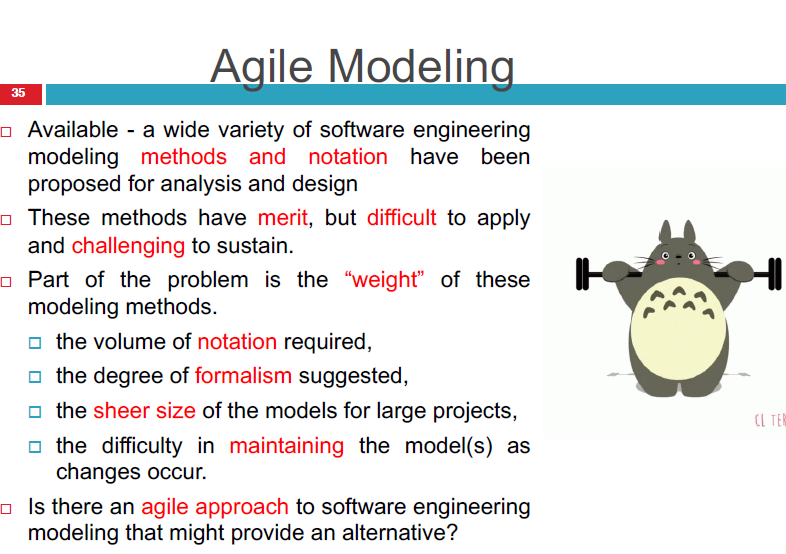 Agile Modeling
35
Available - a wide variety of software engineering
modeling methods and notation have been
proposed for analysis and design
These methods have merit, but difficult to apply
and challenging to sustain.
Part of the problem is the “weight” of these
modeling methods.
the volume of notation required,
the degree of formalism suggested,
the sheer size of the models for large projects,
the difficulty in maintaining the model(s) as
changes occur.
Is there an agile approach to software engineering
modeling that might provide an alternative?
CL